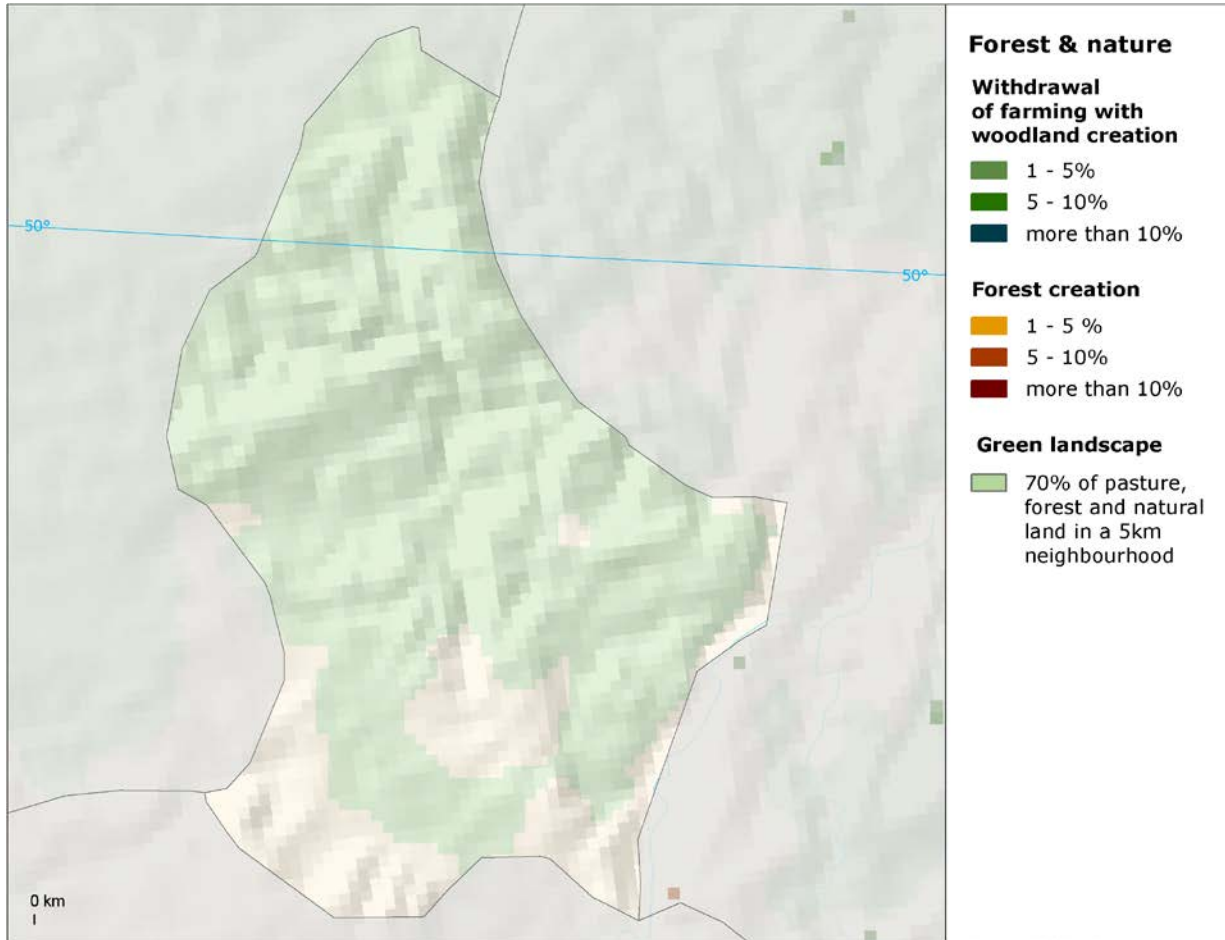 50°
50°
0 km
Forest & nature
Withdrawal
of farming with
woodland creation
1 - 5%
5 - 10%
more than 10%
Forest creation
1 - 5 %
5 - 10%
more than 10%
Green landscape
70% of pasture,
forest and natural
land in a 5km
neighbourhood